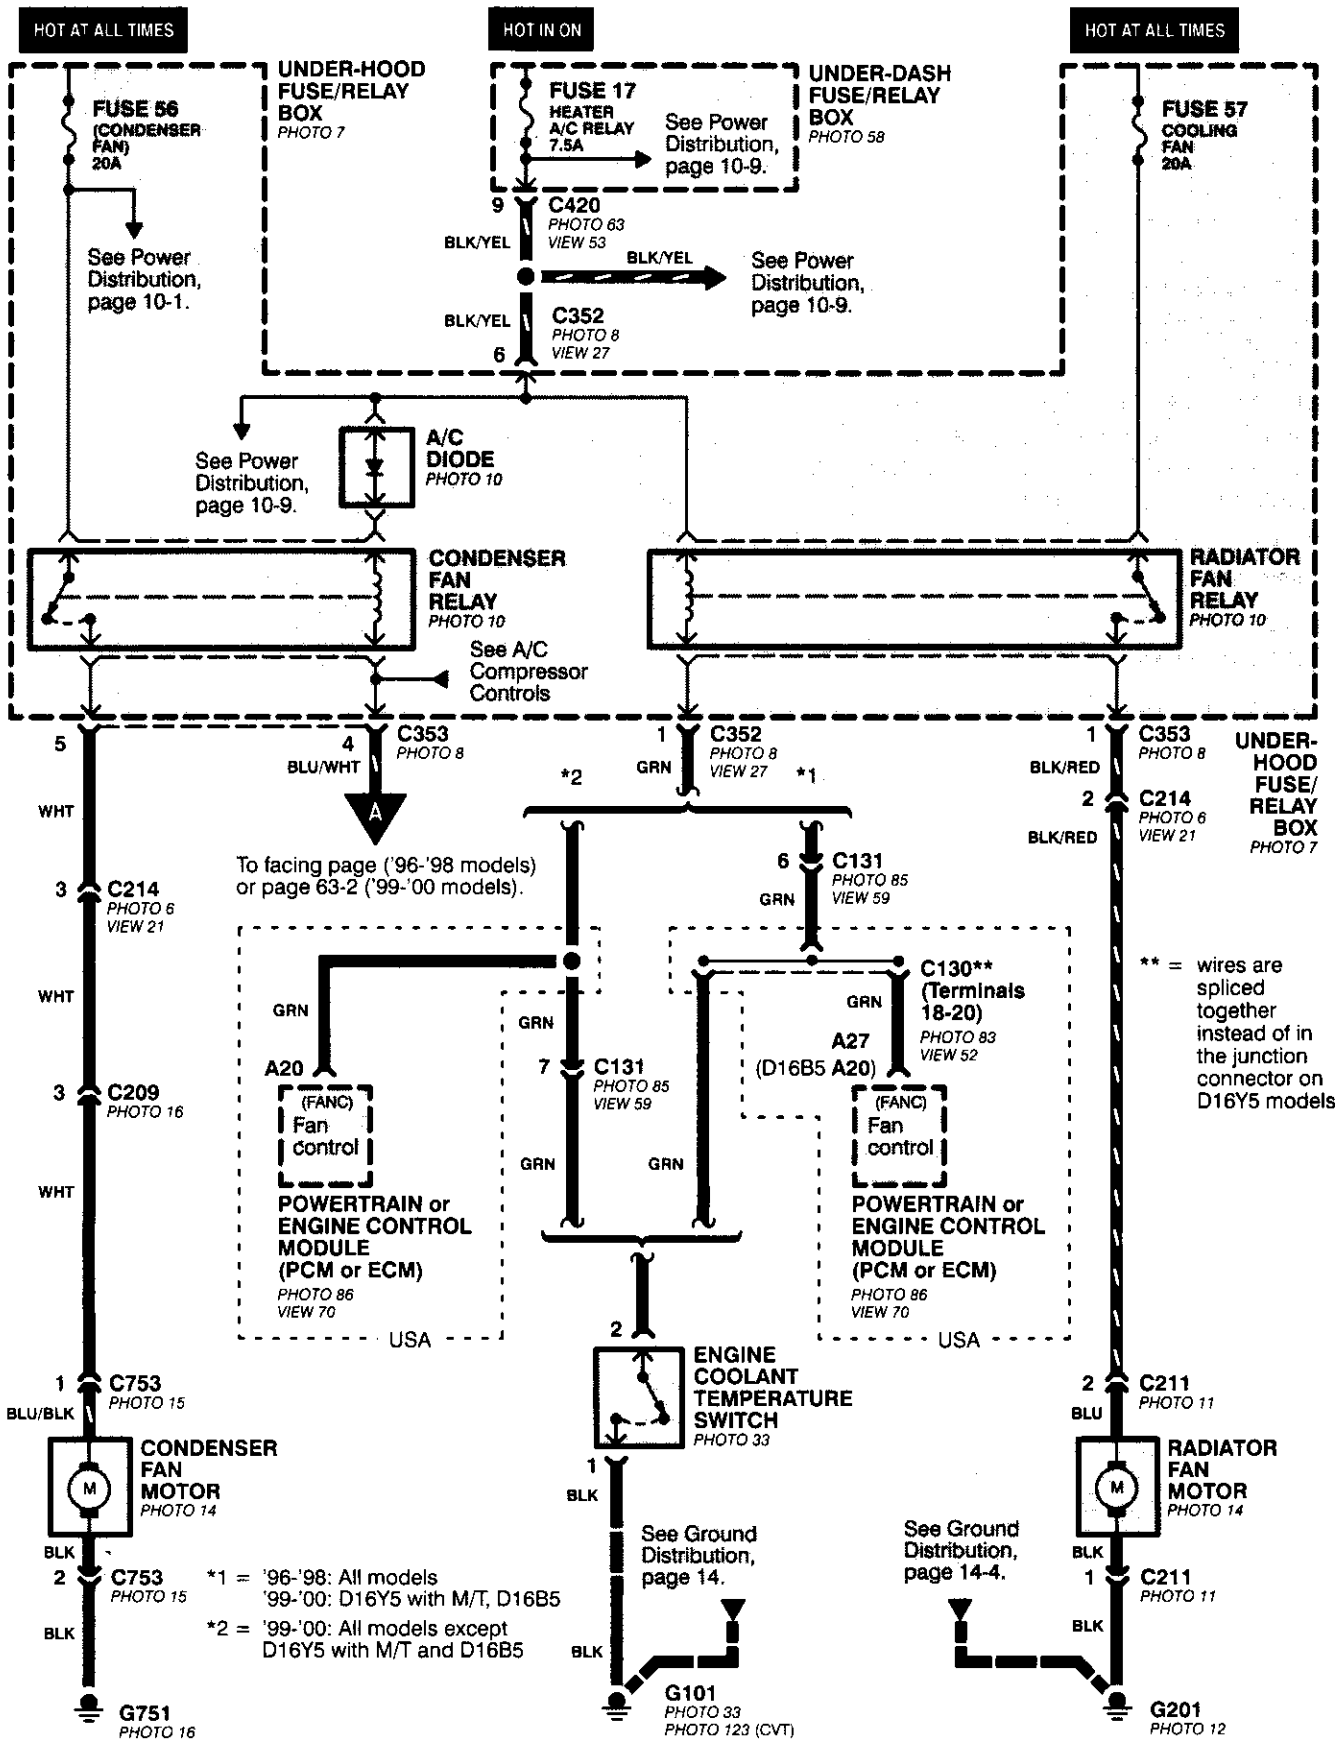 HOT AT ALL TIMES
HOT IN ON
HOT AT ALL TIMES
FUSE 56
(CONDENSER
FAN)
20A
UNDER-HOOD
FUSE/RELAY
BOX
PHOTO 7
FUSE 17
HEATER
A/C RELAY
7.5A
See Power
Distribution,
page 10-9.
UNDER-DASH
FUSE/RELAY
BOX
PHOTO 58
FUSE 57
COOLING
FAN
20A
See Power
Distribution,
page 10-1.
9
C420
PHOTO 63
VIEW 53
BLK/YEL
BLK/YEL
See Power
Distribution,
page 10-9.
BLK/YEL
C352
PHOTO 8
VIEW 27
6
See Power
Distribution,
page 10-9.
A/C
DIODE
PHOTO 10
CONDENSER
FAN
RELAY
PHOTO 10
RADIATOR
FAN
RELAY
PHOTO 10
See A/C
Compressor
Controls
5
4
C353
PHOTO 8
BLU/WHT
1
C352
PHOTO 8
VIEW 27
GRN
*2
*1
1
C353
PHOTO 8
BLK/RED
UNDER-
HOOD
FUSE/
RELAY
BOX
PHOTO 7
2
C214
PHOTO 6
VIEW 21
BLK/RED
WHT
A
To facing page ('96-'98 models)
or page 63-2 ('99-'00 models).
3
C214
PHOTO 6
VIEW 21
6
C131
PHOTO 85
VIEW 59
GRN
WHT
GRN
GRN
C130**
(Terminals
18-20)
PHOTO 83
VIEW 52
GRN
** = wires are
spliced
together
instead of in
the junction
connector on
D16Y5 models
A20
7
C131
PHOTO 85
VIEW 59
A27
(D16B5 A20)
3
C209
PHOTO 16
(FANC)
Fan
control
(FANC)
Fan
control
GRN
GRN
WHT
POWERTRAIN or
ENGINE CONTROL
MODULE
(PCM or ECM)
PHOTO 86
VIEW 70
USA
POWERTRAIN or
ENGINE CONTROL
MODULE
(PCM or ECM)
PHOTO 86
VIEW 70
USA
2
ENGINE
COOLANT
TEMPERATURE
SWITCH
PHOTO 33
1
C753
PHOTO 15
BLU/BLK
2
C211
PHOTO 11
BLU
CONDENSER
FAN
MOTOR
PHOTO 14
M
RADIATOR
FAN
MOTOR
PHOTO 14
M
1
BLK
BLK
2
C753
PHOTO 15
BLK
*1 = '96-'98: All models
'99-'00: D16Y5 with M/T, D16B5
*2 = '99-'00: All models except
D16Y5 with M/T and D16B5
See Ground
Distribution,
page 14.
See Ground
Distribution,
page 14-4.
BLK
1
C211
PHOTO 11
BLK
BLK
G751
PHOTO 16
G101
PHOTO 33
PHOTO 123 (CVT)
G201
PHOTO 12